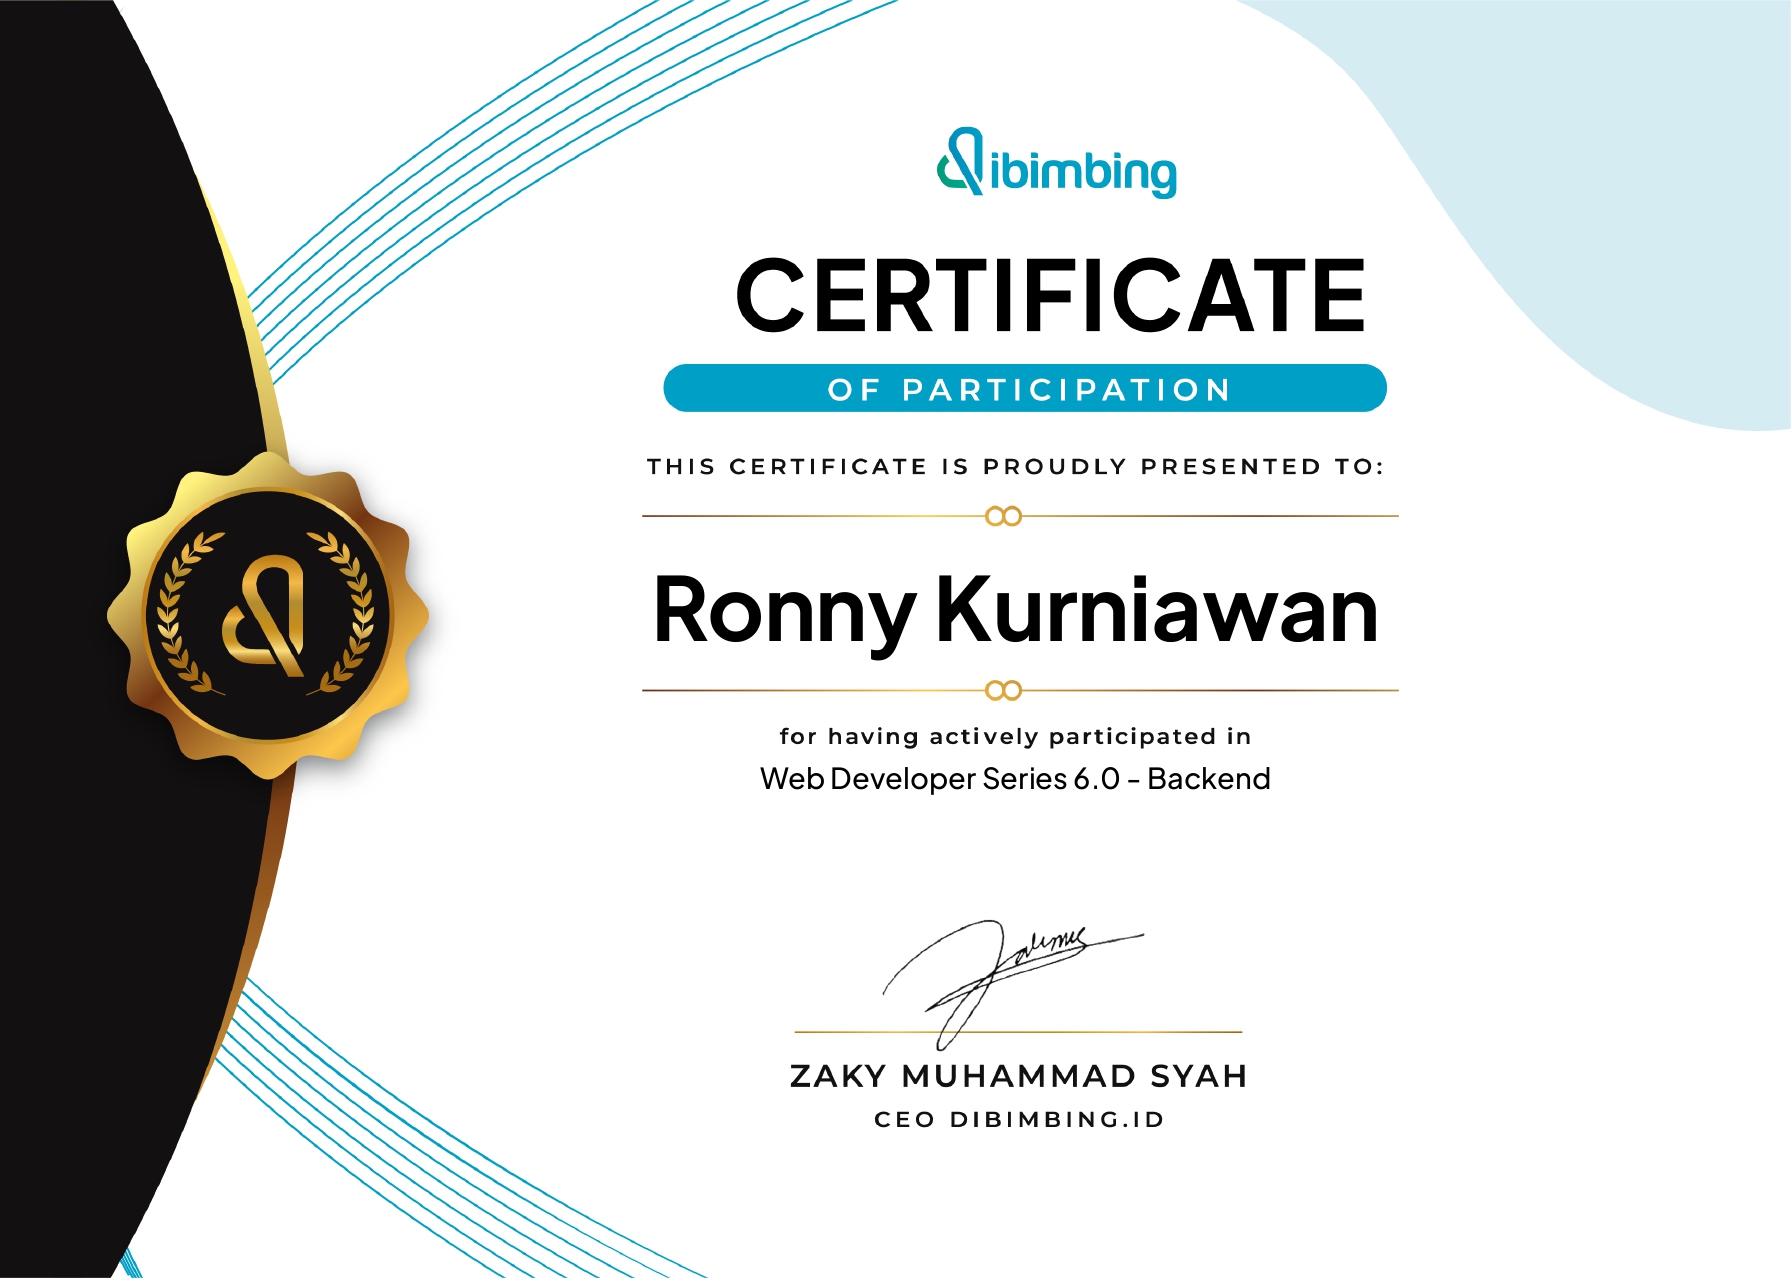 dibimbing
CERTIFICATE
OF PARTICIPATION
THIS CERTIFICATE IS PROUDLY PRESENTED TO:
Ronny Kurniawan
for having actively participated in
Web Developer Series 6.0 - Backend
ZAKY MUHAMMAD SYAH
CEO DIBIMBING.ID